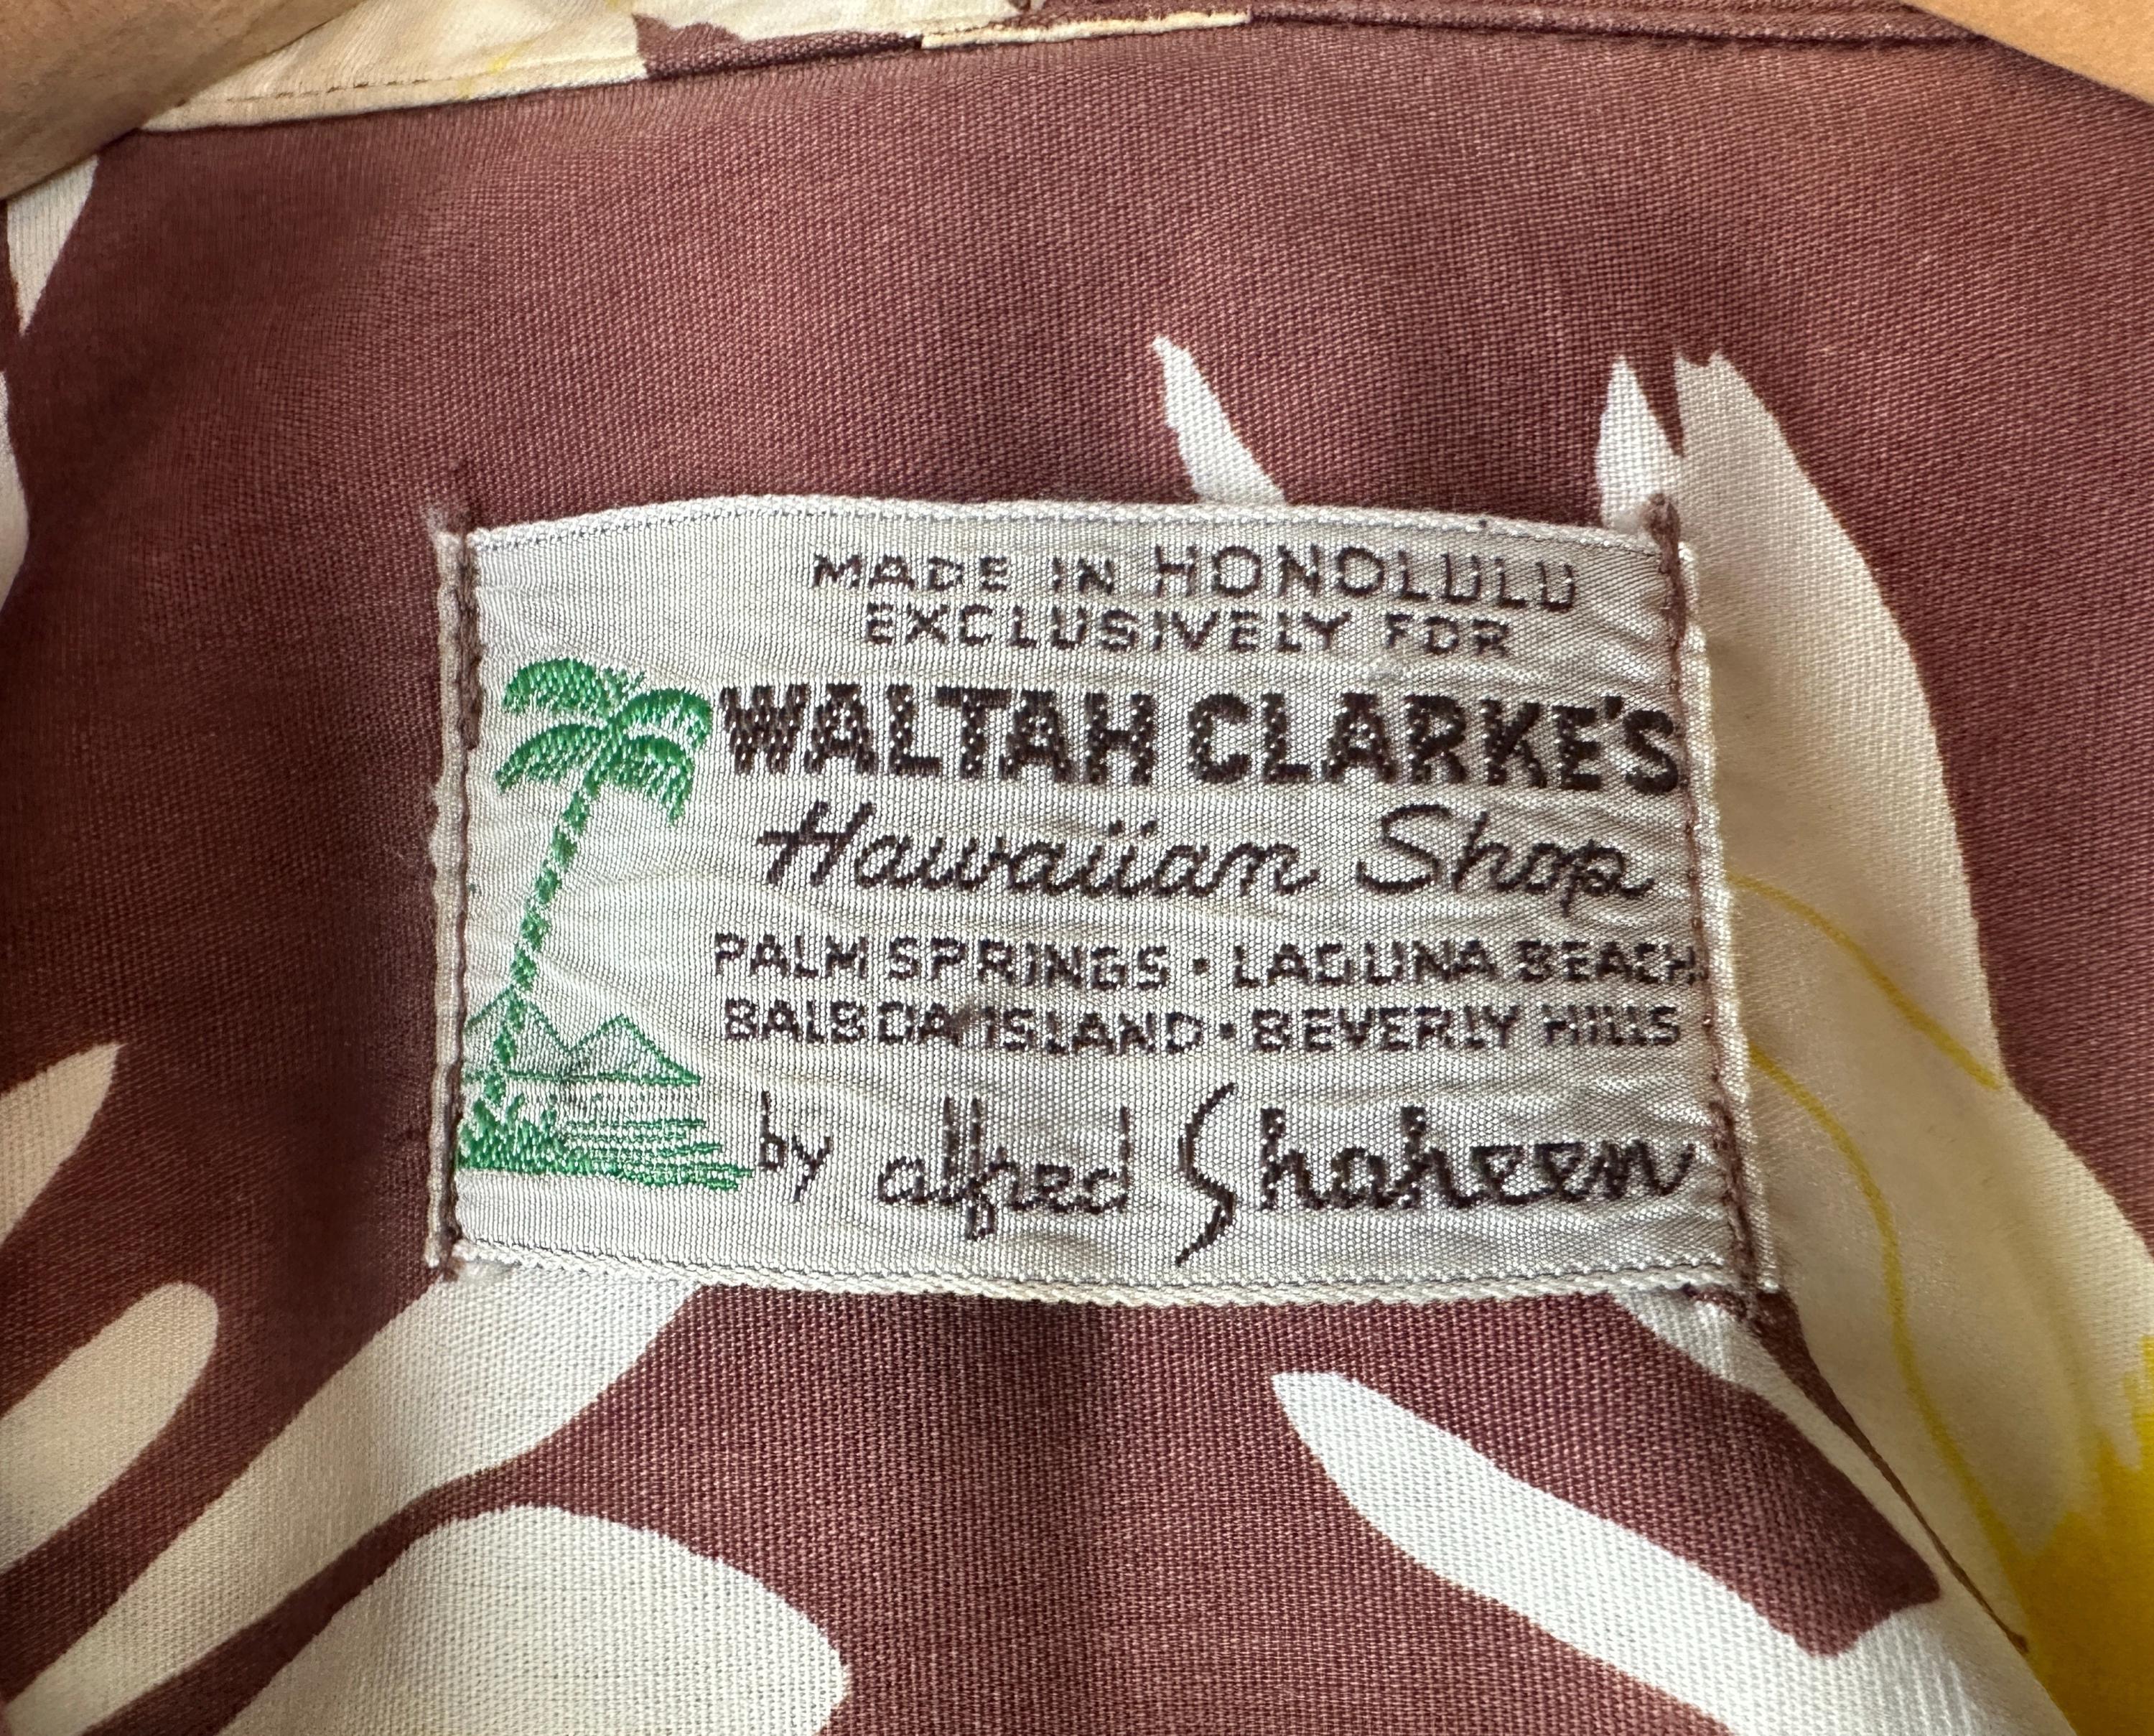 MADE IN HONOLULU
EXCLUSIVELY FOR
WALTAH CLARKE'S
Hawaiian Shop
PALM SPRINGS • LAGUNA BEACH
BALBOA ISLAND • BEVERLY HILLS
by alfred Shaheen